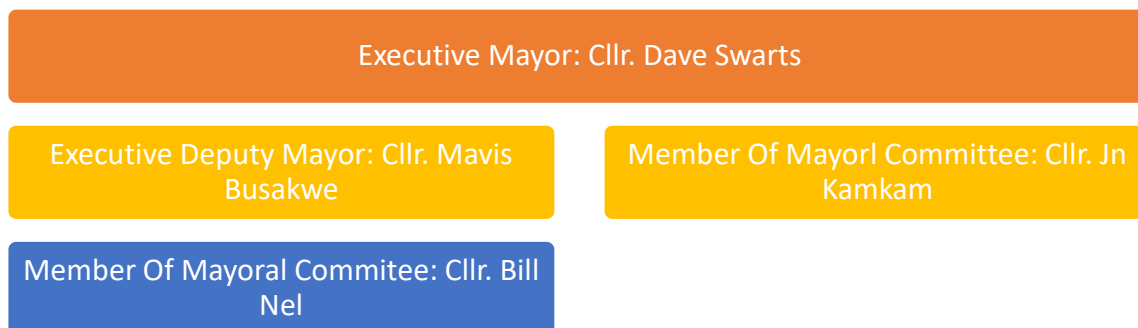 Executive Mayor: Cllr. Dave Swarts
Executive Deputy Mayor: Cllr. Mavis
Busakwe
Member Of Mayorl Committee: Cllr. Jn
Kamkam
Member Of Mayoral Commitee: Cllr. Bill
Nel